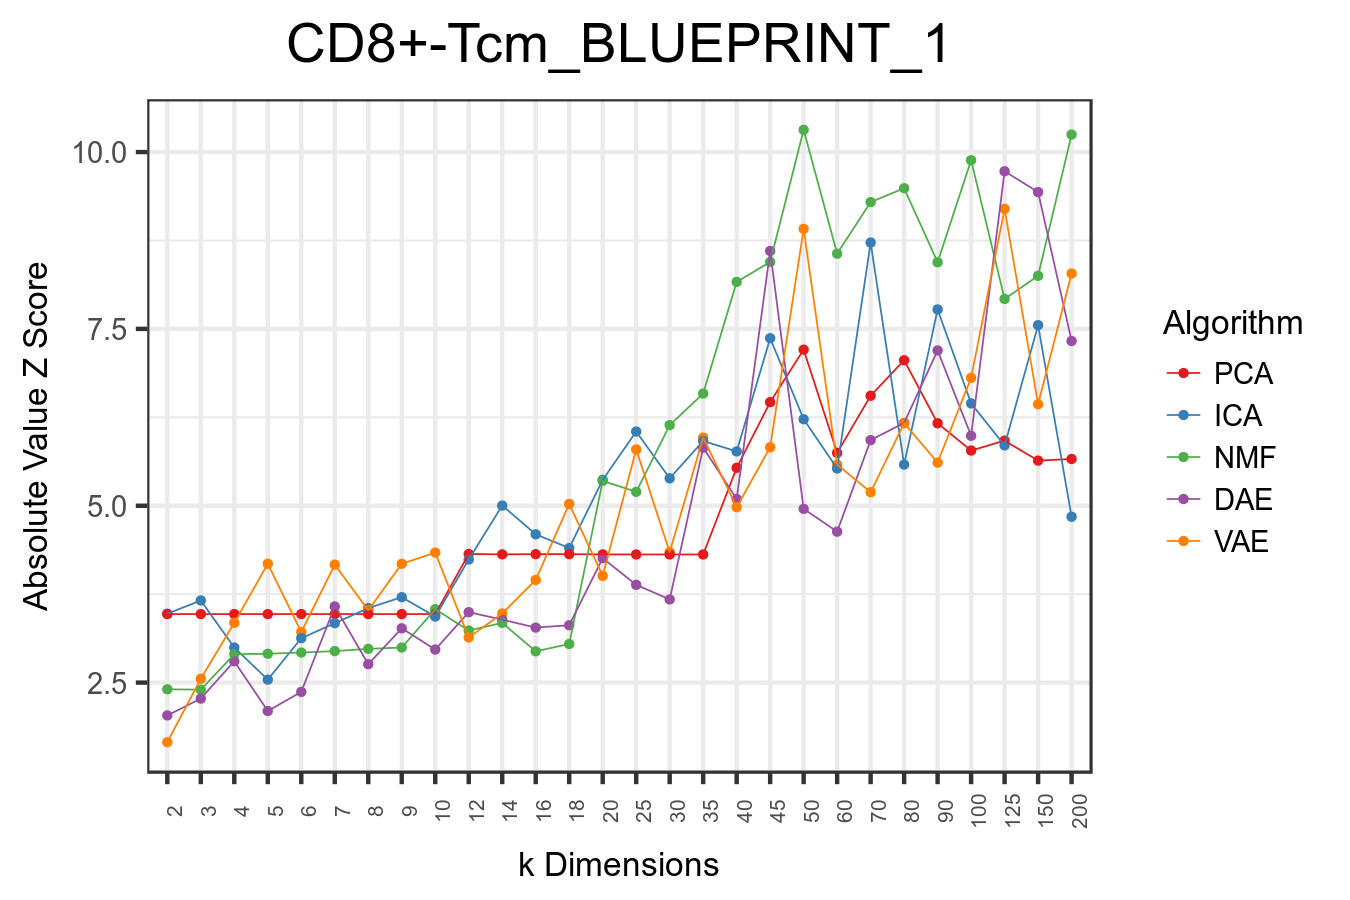 CD8+-Tcm_BLUEPRINT_1
Absolute Value Z Score
10.0
7.5
5.0
2.5
2 3 4 5 6 7 8 9 10 12 14 16 18 20 25 30 35 40 45 50 60 70 80 90 100 125 150 200
k Dimensions
Algorithm
PCA
ICA
NMF
DAE
VAE